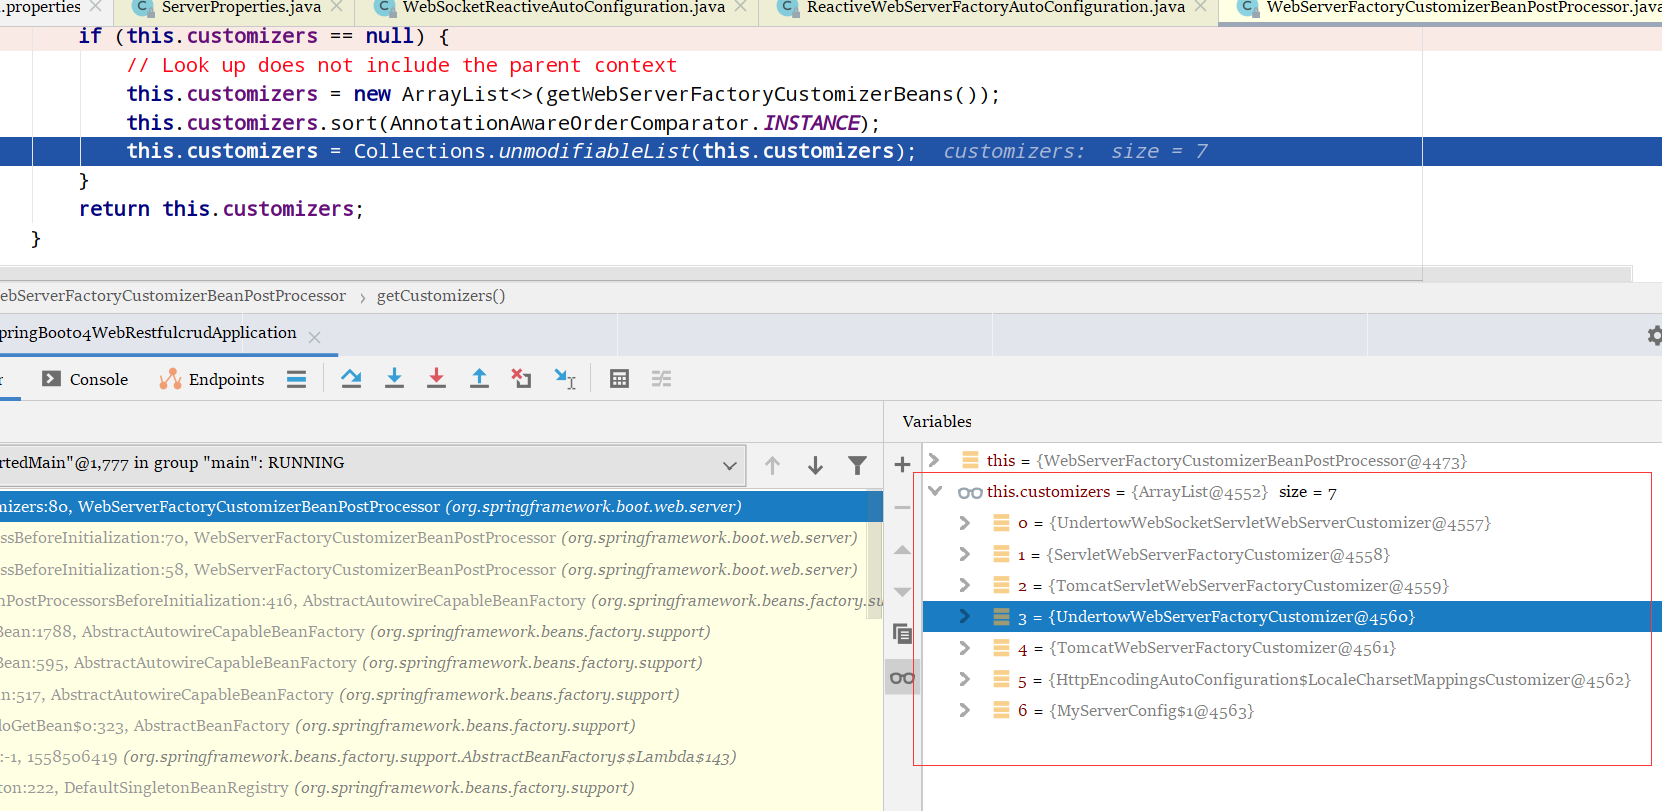 .properties ServerProperties.java WebSocketReactiveAutoConfiguration.java ReactiveWebServerFactoryAutoConfiguration.java WebServerFactoryCustomizerBeanPostProcessor.java
if (this.customizers == null) {
// Look up does not include the parent context
this.customizers = new ArrayList<>(getWebServerFactoryCustomizerBeans());
this.customizers.sort(AnnotationAwareOrderComparator.INSTANCE);
this.customizers = Collections.unmodifiableList(this.customizers); customizers: size = 7
}
return this.customizers;
}
ebServerFactoryCustomizerBeanPostProcessor › getCustomizers()
pringBoot04WebRestfulcrudApplication
r Console Endpoints
Variables
rtedMain"@1,777 in group "main": RUNNING
mizers:80, WebServerFactoryCustomizerBeanPostProcessor (org.springframework.boot.web.server)
essBeforeInitialization:70, WebServerFactoryCustomizerBeanPostProcessor (org.springframework.boot.web.server)
essBeforeInitialization:58, WebServerFactoryCustomizerBeanPostProcessor (org.springframework.boot.web.server)
nPostProcessorsBeforeInitialization:416, AbstractAutowireCapableBeanFactory (org.springframework.beans.factory.su
Bean:1788, AbstractAutowireCapableBeanFactory (org.springframework.beans.factory.support)
Bean:595, AbstractAutowireCapableBeanFactory (org.springframework.beans.factory.support)
an:517, AbstractAutowireCapableBeanFactory (org.springframework.beans.factory.support)
doGetBean$0:323, AbstractBeanFactory (org.springframework.beans.factory.support)
:-1, 1558506419 (org.springframework.beans.factory.support.AbstractBeanFactory$$Lambda$143)
ton:222, DefaultSingletonBeanRegistry (org.springframework.beans.factory.support)
this = {WebServerFactoryCustomizerBeanPostProcessor@4473}
this.customizers = {ArrayList@4552} size = 7
0 = {UndertowWebSocketServletWebServerCustomizer@4557}
1 = {ServletWebServerFactoryCustomizer@4558}
2 = {TomcatServletWebServerFactoryCustomizer@4559}
3 = {UndertowWebServerFactoryCustomizer@4560}
4 = {TomcatWebServerFactoryCustomizer@4561}
5 = {HttpEncodingAutoConfiguration$LocaleCharsetMappingsCustomizer@4562}
6 = {MyServerConfig$1@4563}